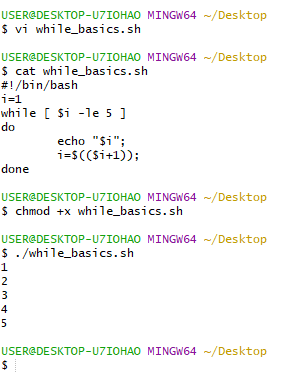 USER@DESKTOP-U7IOHAO MINGW64 ~/Desktop
$ vi while_basics.sh
USER@DESKTOP-U7IOHAO MINGW64 ~/Desktop
$ cat while_basics.sh
#!/bin/bash
i=1
while [ $i -le 5 ]
do
        echo "$i";
        i=$(($i+1));
done
USER@DESKTOP-U7IOHAO MINGW64 ~/Desktop
$ chmod +x while_basics.sh
USER@DESKTOP-U7IOHAO MINGW64 ~/Desktop
$ ./while_basics.sh
1
2
3
4
5
USER@DESKTOP-U7IOHAO MINGW64 ~/Desktop
$